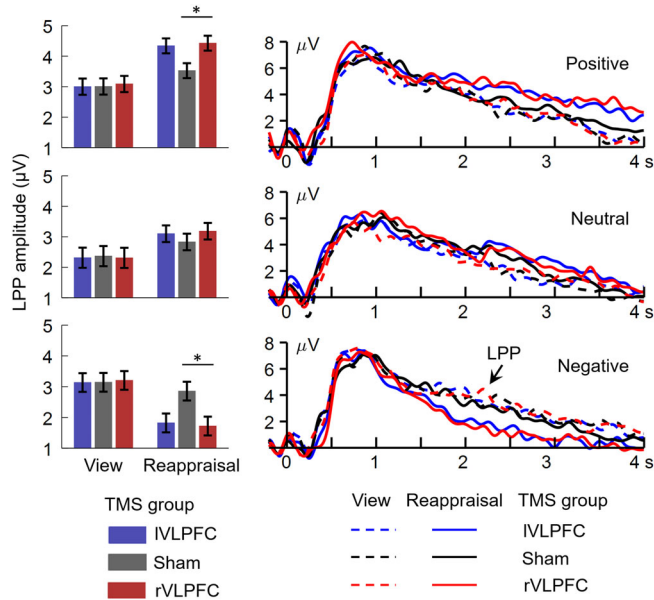 LPP amplitude (μV)
5
4
3
2
1
*
5
4
3
2
1
5
4
3
2
1
*
View Reappraisal
TMS group
lVLPFC
Sham
rVLPFC
μV
8
6
4
2
0 1 2 3 4 s
Positive
μV
8
6
4
2
0 1 2 3 4 s
Neutral
μV
8
6
4
2
0 1 2 3 4 s
LPP
Negative
View Reappraisal TMS group
lVLPFC
Sham
rVLPFC